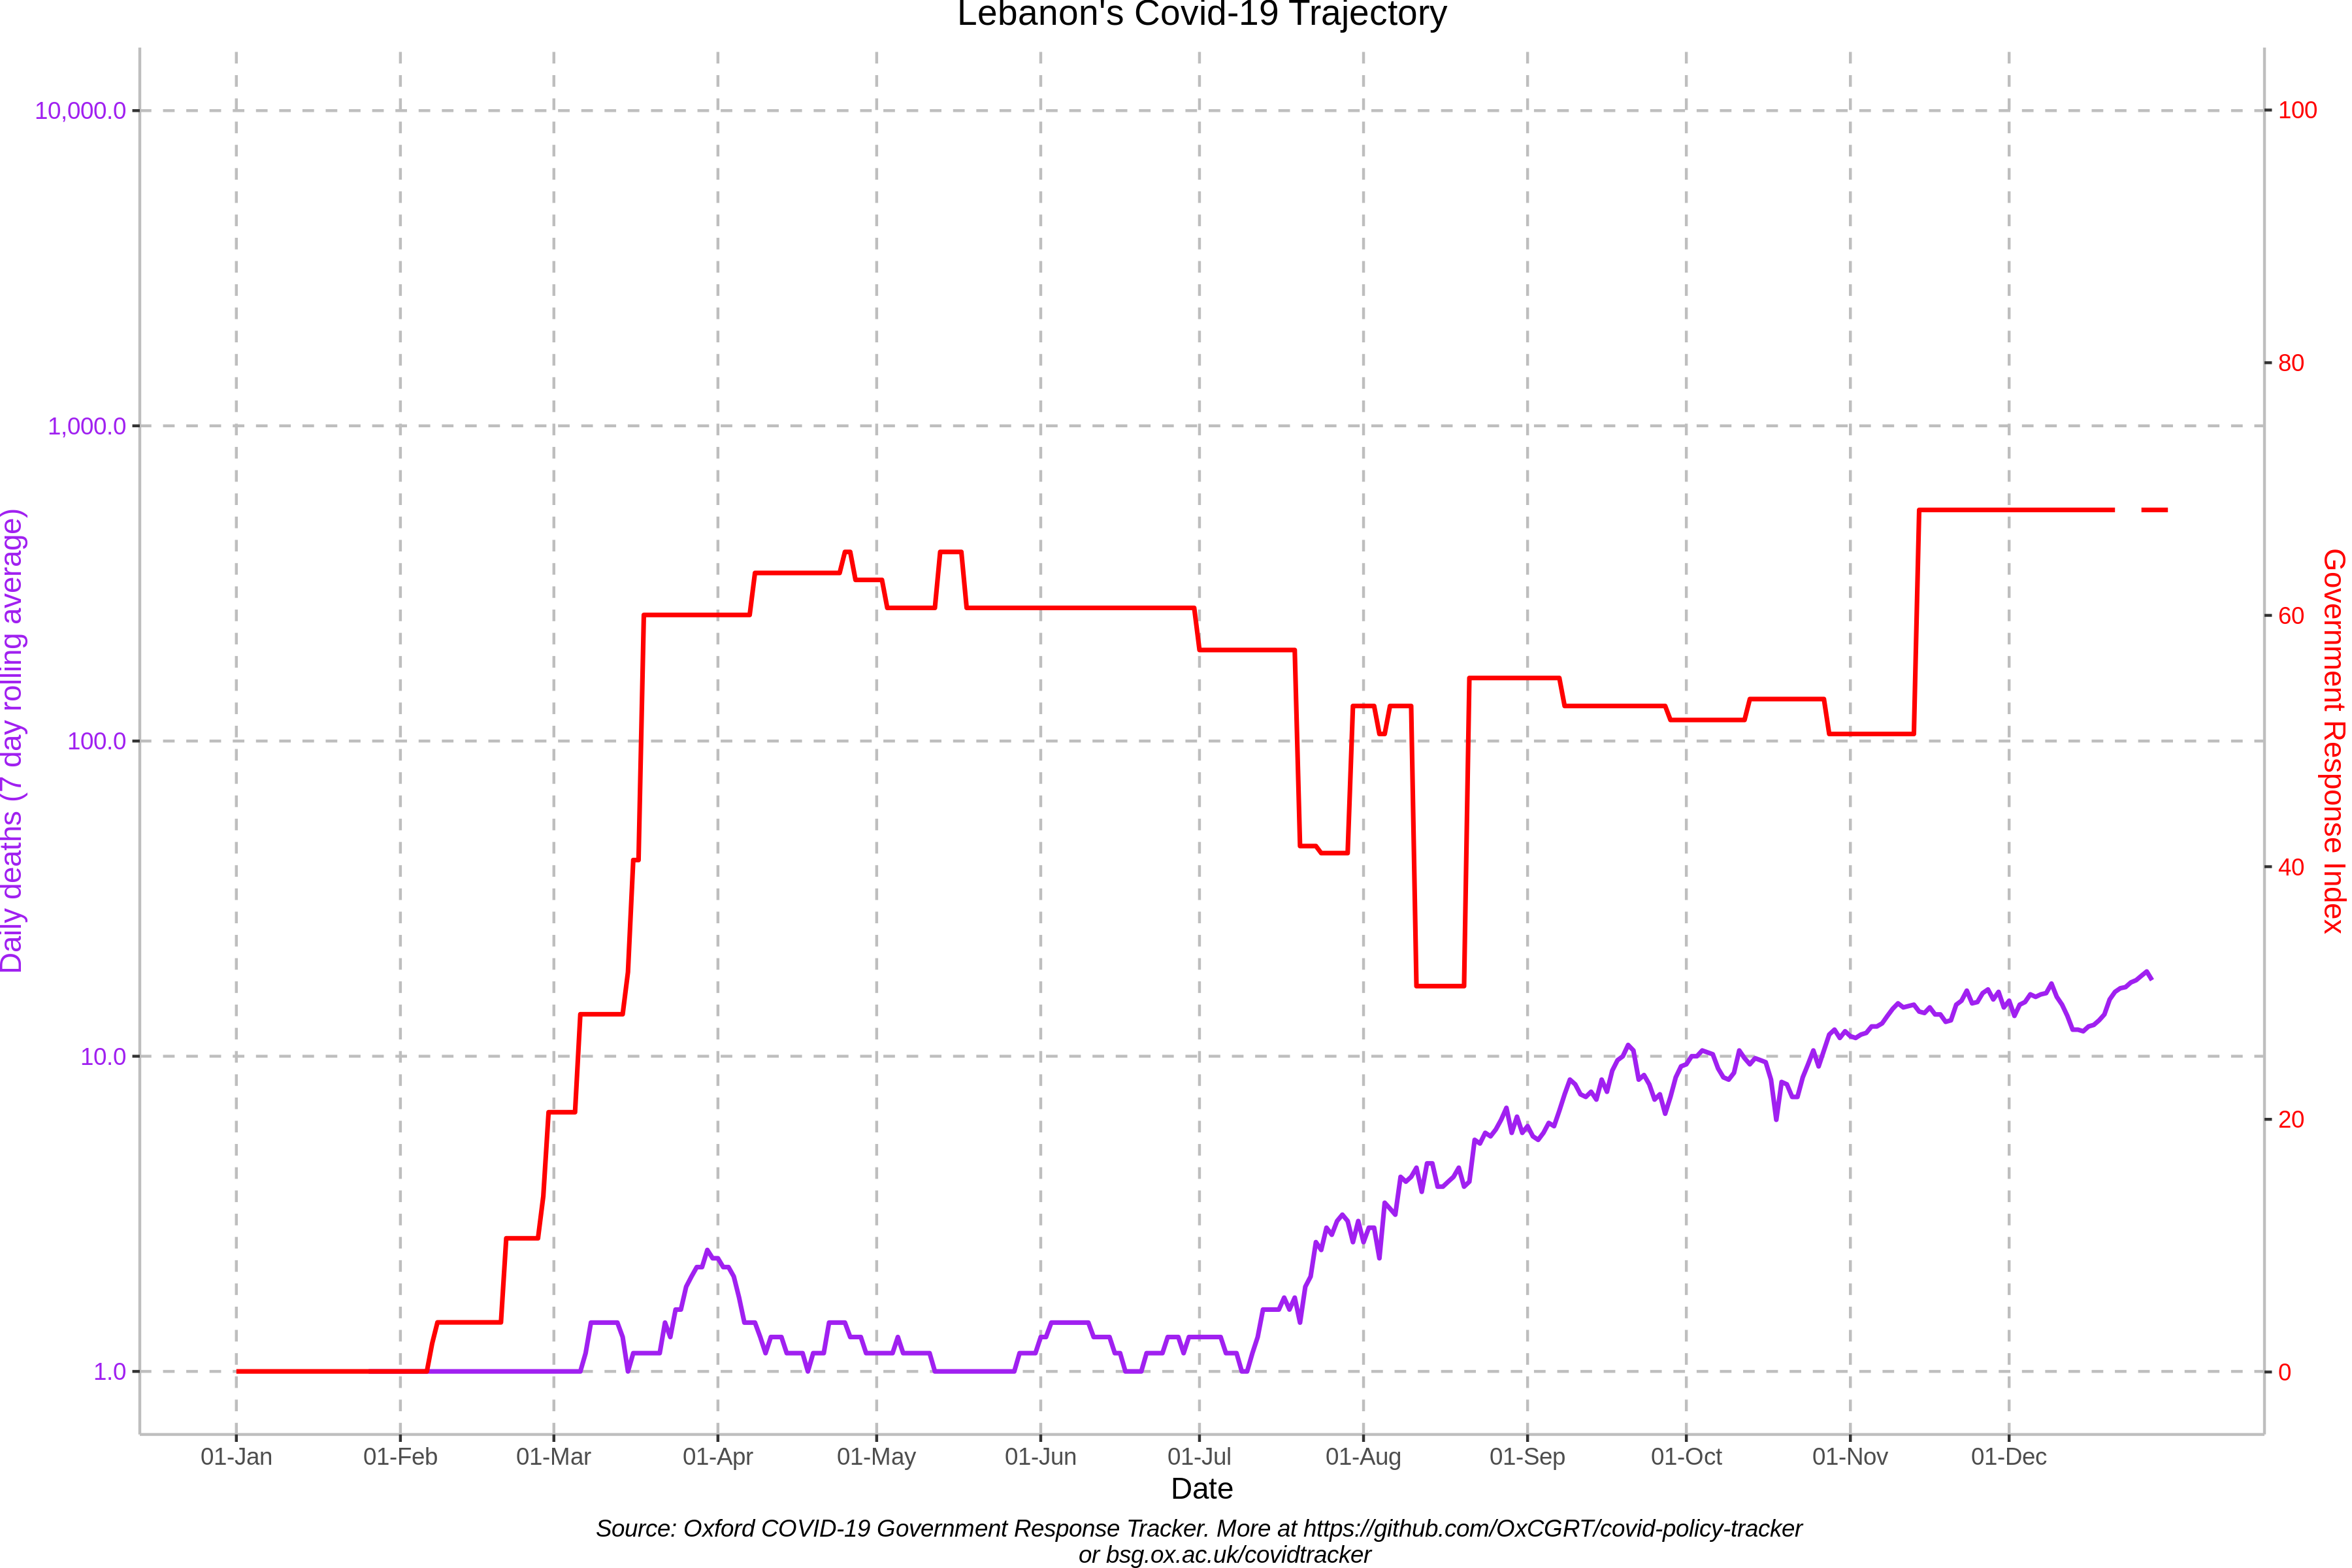 Lebanon's Covid-19 Trajectory
10,000.0
1,000.0
100.0
10.0
1.0
Daily deaths (7 day rolling average)
100
80
60
40
20
0
Government Response Index
01-Jan 01-Feb 01-Mar 01-Apr 01-May 01-Jun 01-Jul 01-Aug 01-Sep 01-Oct 01-Nov 01-Dec
Date
Source: Oxford COVID-19 Government Response Tracker. More at https://github.com/OxCGRT/covid-policy-tracker
or bsg.ox.ac.uk/covidtracker